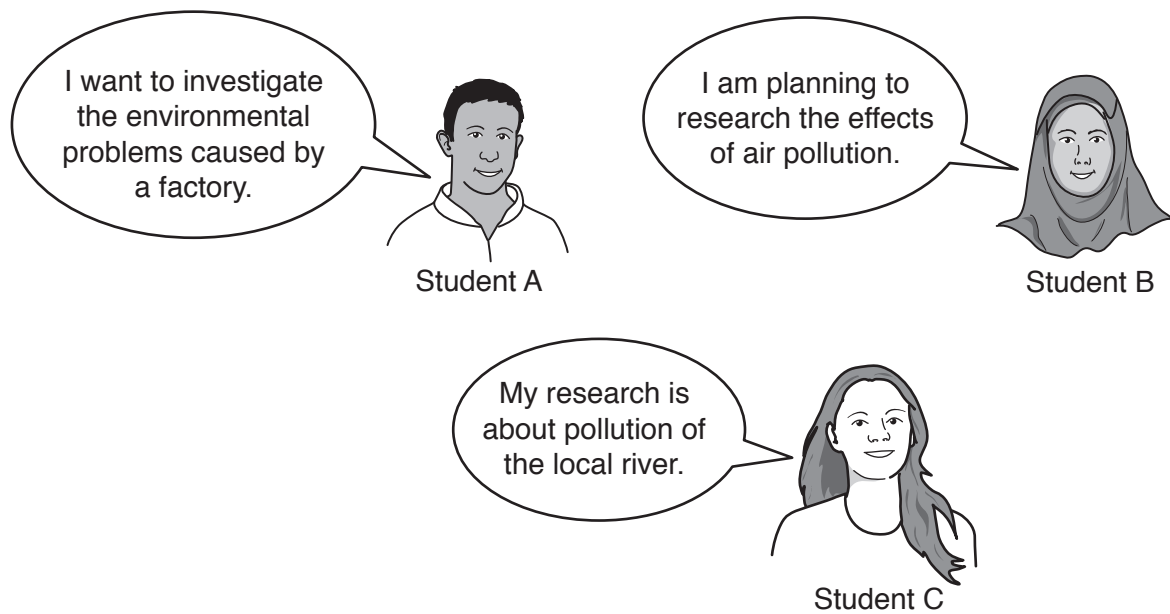 I want to investigate
the environmental
problems caused by
a factory.
Student A
I am planning to
research the effects
of air pollution.
Student B
My research is
about pollution of
the local river.
Student C